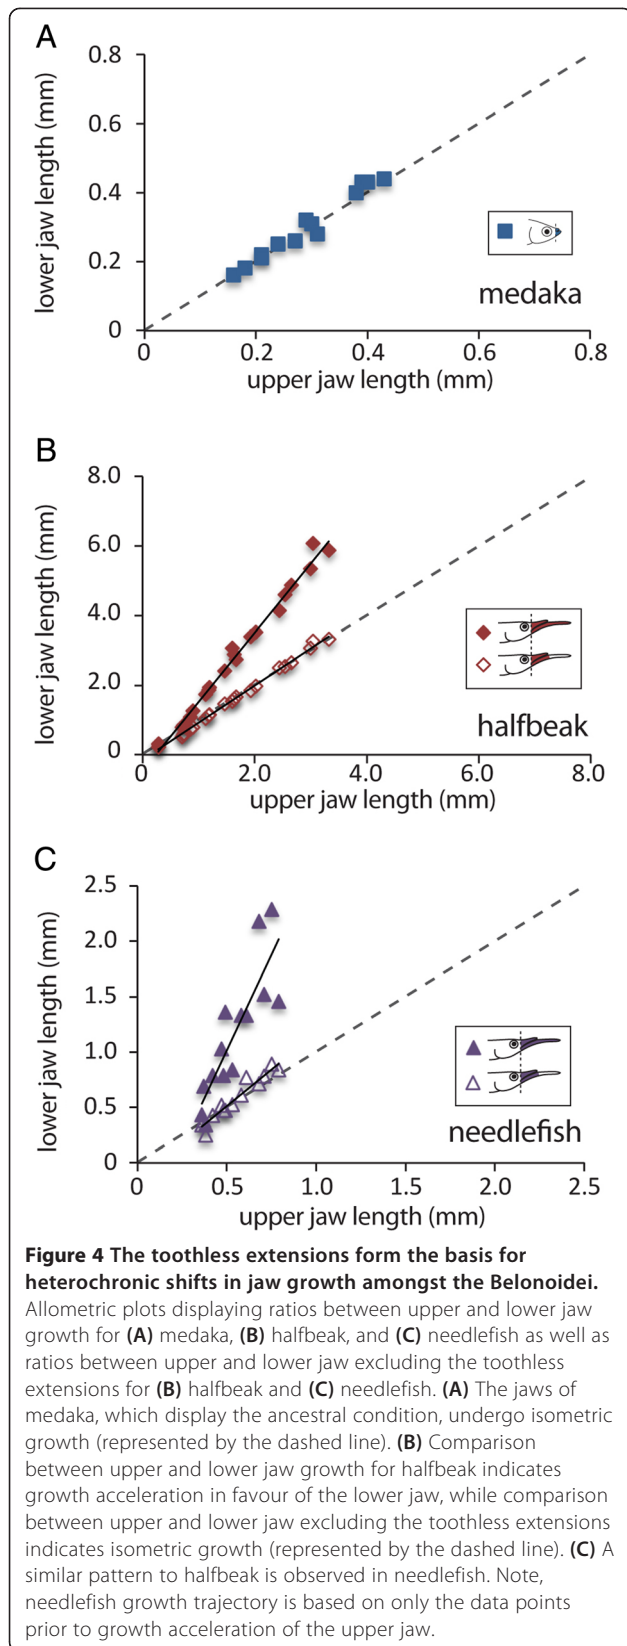 A
0.8
0.6
0.4
0.2
0
0
0.2
0.4
0.6
0.8
lower jaw length (mm)
upper jaw length (mm)
medaka
B
8.0
6.0
4.0
2.0
0
0
2.0
4.0
6.0
8.0
lower jaw length (mm)
upper jaw length (mm)
halfbeak
C
2.5
2.0
1.5
1.0
0.5
0
0
0.5
1.0
1.5
2.0
2.5
lower jaw length (mm)
upper jaw length (mm)
needlefish
Figure 4 The toothless extensions form the basis for
heterochronic shifts in jaw growth amongst the Belonoidei.
Allometric plots displaying ratios between upper and lower jaw
growth for (A) medaka, (B) halfbeak, and (C) needlefish as well as
ratios between upper and lower jaw excluding the toothless
extensions for (B) halfbeak and (C) needlefish. (A) The jaws of
medaka, which display the ancestral condition, undergo isometric
growth (represented by the dashed line). (B) Comparison
between upper and lower jaw growth for halfbeak indicates
growth acceleration in favour of the lower jaw, while comparison
between upper and lower jaw excluding the toothless extensions
indicates isometric growth (represented by the dashed line). (C) A
similar pattern to halfbeak is observed in needlefish. Note,
needlefish growth trajectory is based on only the data points
prior to growth acceleration of the upper jaw.